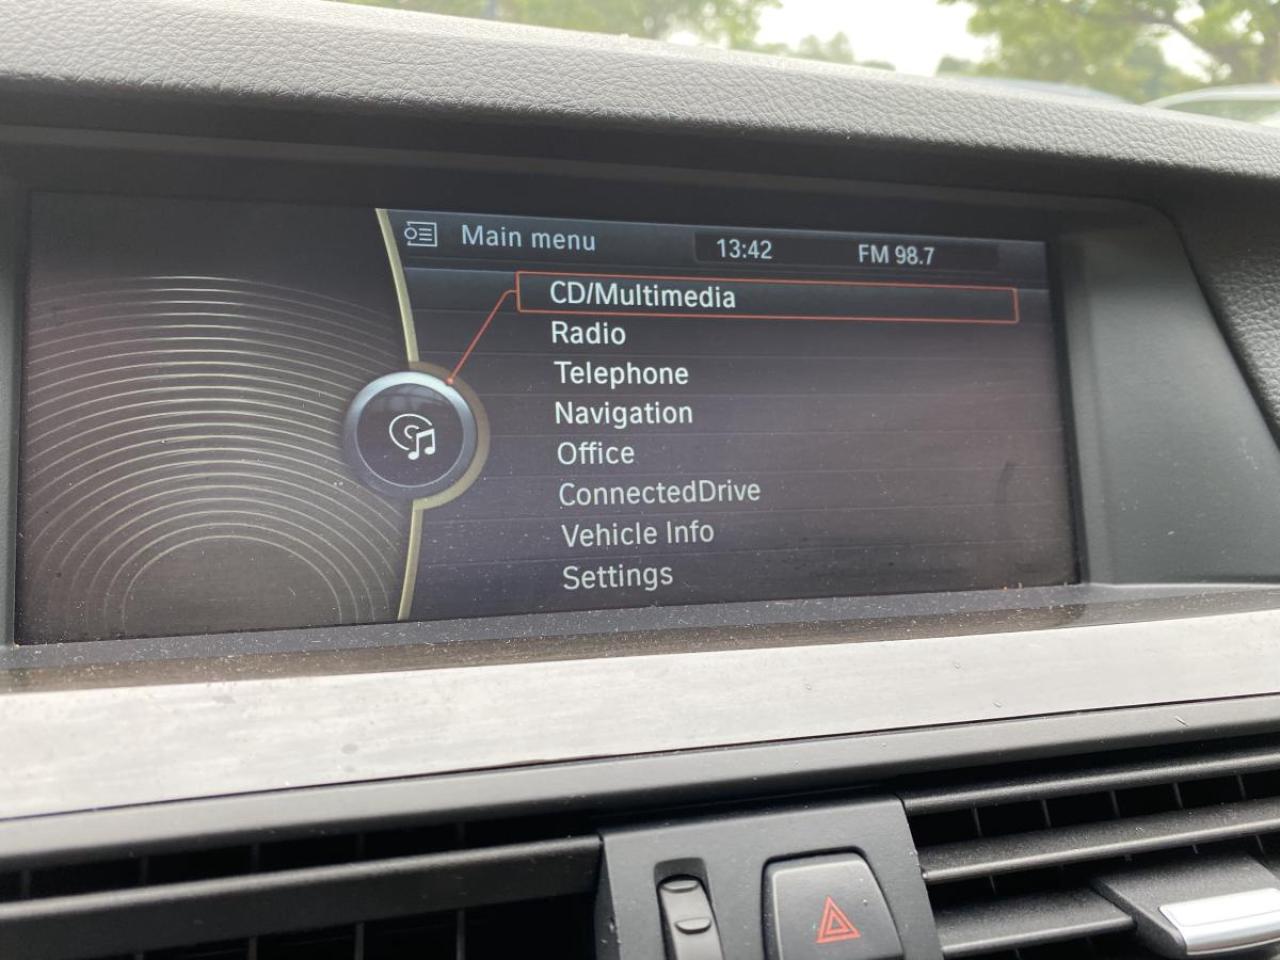 Main menu 13:42 FM 98.7
CD/Multimedia
Radio
Telephone
Navigation
Office
ConnectedDrive
Vehicle Info
Settings